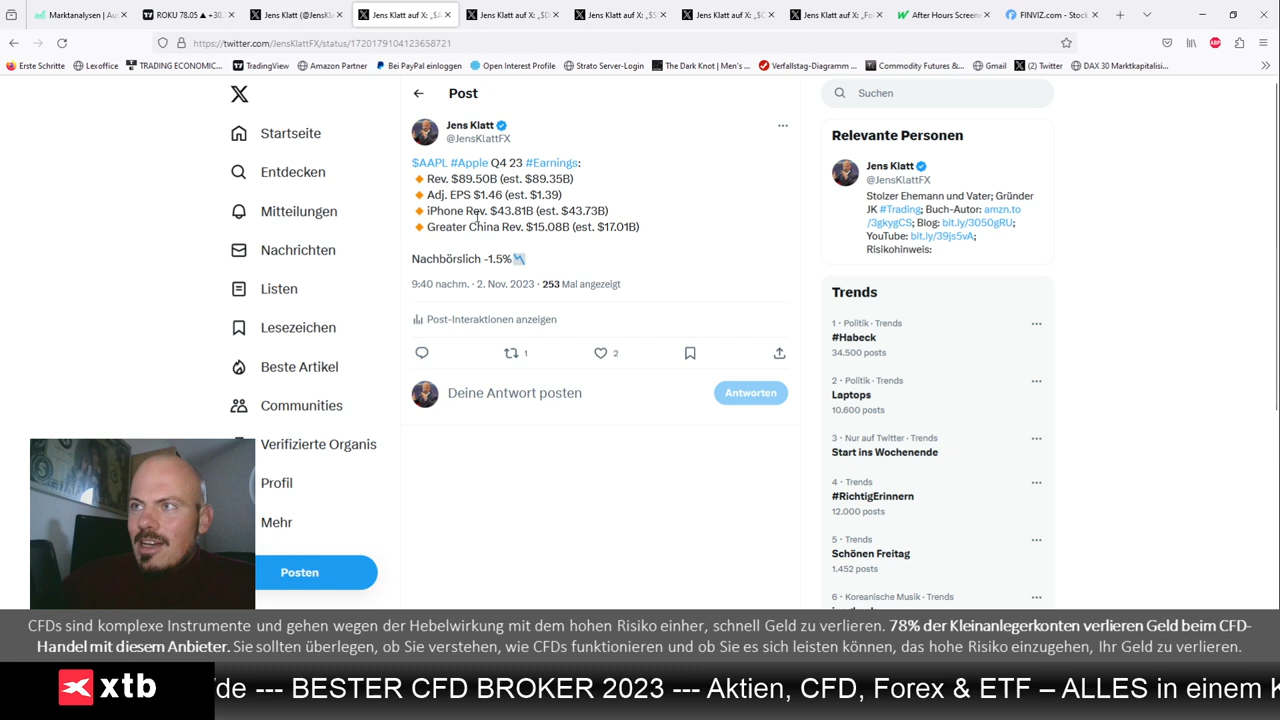 Marktanalysen | Aus
ROKU 78.05 ▲ +30.
Jens Klatt (@JensKla
Jens Klatt auf X: „$A
Jens Klatt auf X: „$D
Jens Klatt auf X: „$S
Jens Klatt auf X: „$C
Jens Klatt auf X: „Fo
After Hours Screene
FINVIZ.com - Stock
https://twitter.com/JensKlattFX/status/1720179104123658721
Erste Schritte
Lexoffice
TRADING ECONOMIC...
TradingView
Amazon Partner
Bei PayPal einloggen
Open Interest Profile
Strato Server-Login
The Dark Knot | Men's ...
Verfallstag-Diagramm ...
Commodity Futures &...
Gmail
(2) Twitter
DAX 30 Marktkapitalisi...
Startseite
Entdecken
Mitteilungen
Nachrichten
Listen
Lesezeichen
Beste Artikel
Communities
Verifizierte Organis
Profil
Mehr
Posten
Post
Jens Klatt
@JensKlattFX
$AAPL #Apple Q4 23 #Earnings:
🔸Rev. $89.50B (est. $89.35B)
🔸Adj. EPS $1.46 (est. $1.39)
🔸iPhone Rev. $43.81B (est. $43.73B)
🔸Greater China Rev. $15.08B (est. $17.01B)
Nachbörslich -1.5%📉
9:40 nachm. · 2. Nov. 2023 · 253 Mal angezeigt
Post-Interaktionen anzeigen
1
2
Deine Antwort posten
Antworten
Suchen
Relevante Personen
Jens Klatt
@JensKlattFX
Stolzer Ehemann und Vater; Gründer
JK #Trading; Buch-Autor: amzn.to
/3gkygCS; Blog: bit.ly/3050gRU;
YouTube: bit.ly/39js5vA;
Risikohinweis:
Trends
1 · Politik · Trends
#Habeck
34.500 posts
2 · Politik · Trends
Laptops
10.600 posts
3 · Nur auf Twitter · Trends
Start ins Wochenende
4 · Trends
#RichtigErinnern
12.000 posts
5 · Trends
Schönen Freitag
1.452 posts
6 · Koreanische Musik · Trends
CFDs sind komplexe Instrumente und gehen wegen der Hebelwirkung mit dem hohen Risiko einher, schnell Geld zu verlieren. 78% der Kleinanlegerkonten verlieren Geld beim CFD-
Handel mit diesem Anbieter. Sie sollten überlegen, ob Sie verstehen, wie CFDs funktionieren und ob Sie es sich leisten können, das hohe Risiko einzugehen, Ihr Geld zu verlieren.
xtb
/de --- BESTER CFD BROKER 2023 --- Aktien, CFD, Forex & ETF – ALLES in einem K